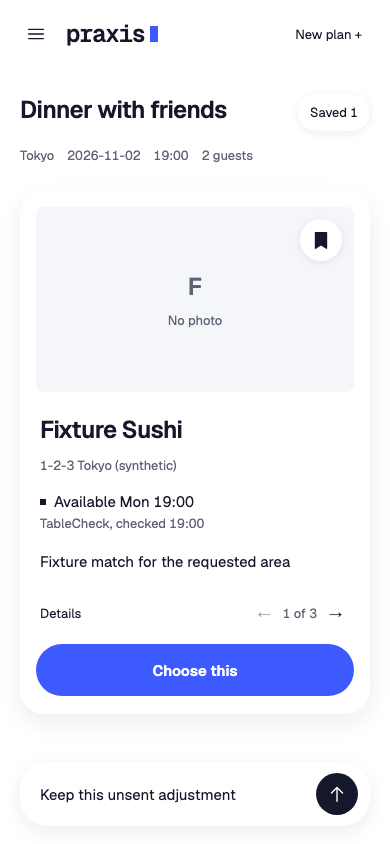 praxis
New plan +
Dinner with friends
Saved 1
Tokyo 2026-11-02 19:00 2 guests
F
No photo
Fixture Sushi
1-2-3 Tokyo (synthetic)
Available Mon 19:00
TableCheck, checked 19:00
Fixture match for the requested area
Details
← 1 of 3 →
Choose this
Keep this unsent adjustment